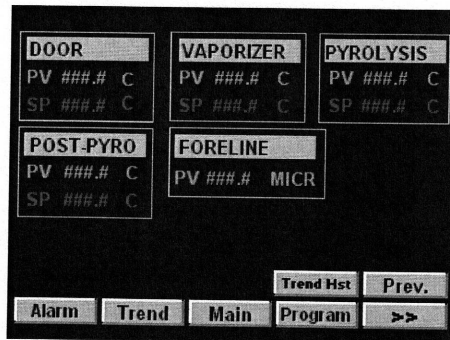 DOOR
PV ###.# C
SP ###.# C
VAPORIZER
PV ###.# C
SP ###.# C
PYROLYSIS
PV ###.# C
SP ###.# C
POST-PYRO
PV ###.# C
SP ###.# C
FORELINE
PV ###.# MICR
Trend Hst
Prev.
Alarm
Trend
Main
Program
>>